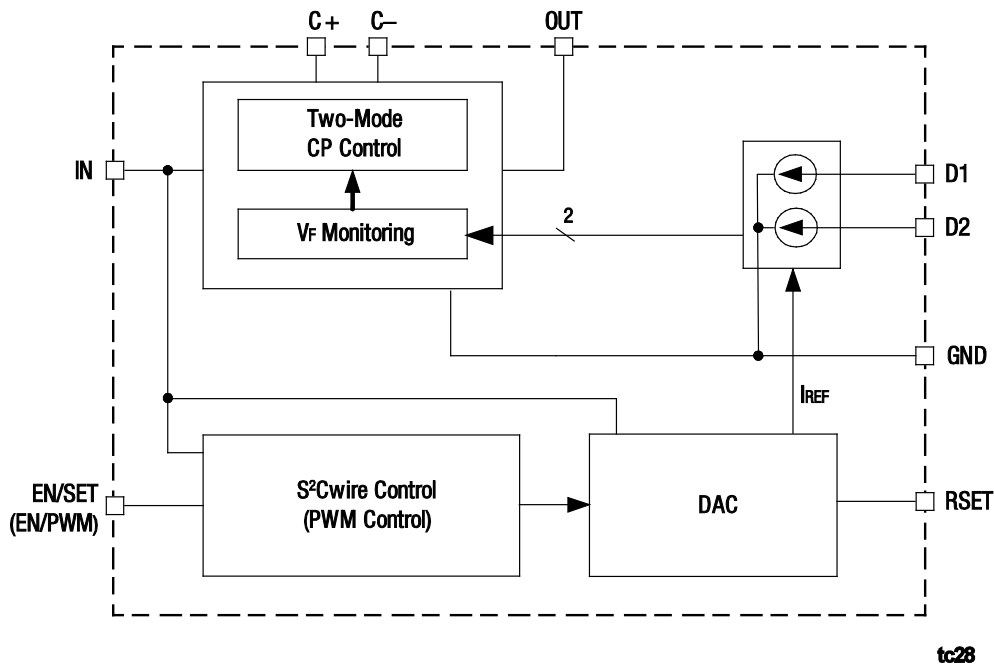 C+ C– OUT
Two-Mode
CP Control
IN
D1
2
VF Monitoring
D2
GND
IREF
S²Cwire Control
(PWM Control)
EN/SET
(EN/PWM)
DAC
RSET
tc28